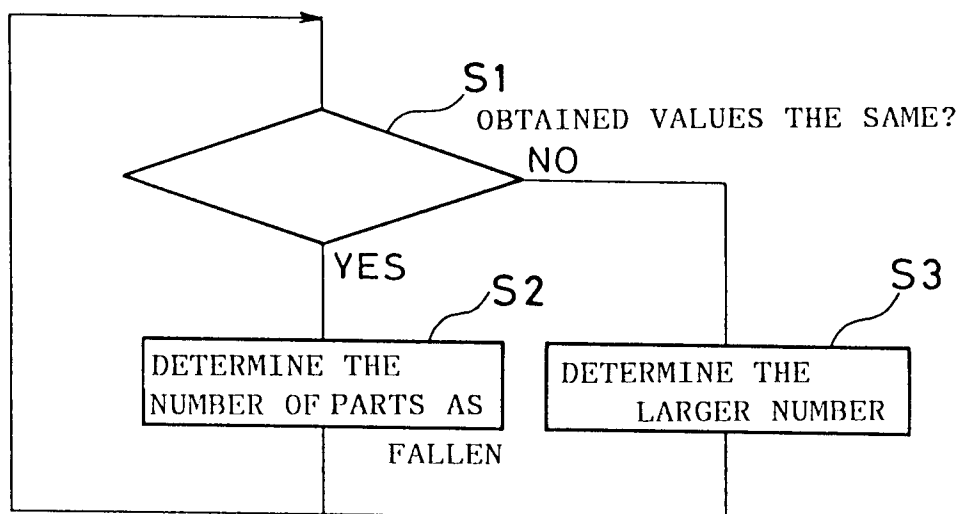 S1
OBTAINED VALUES THE SAME?
NO
YES
S2
DETERMINE THE
NUMBER OF PARTS AS
FALLEN
S3
DETERMINE THE
LARGER NUMBER